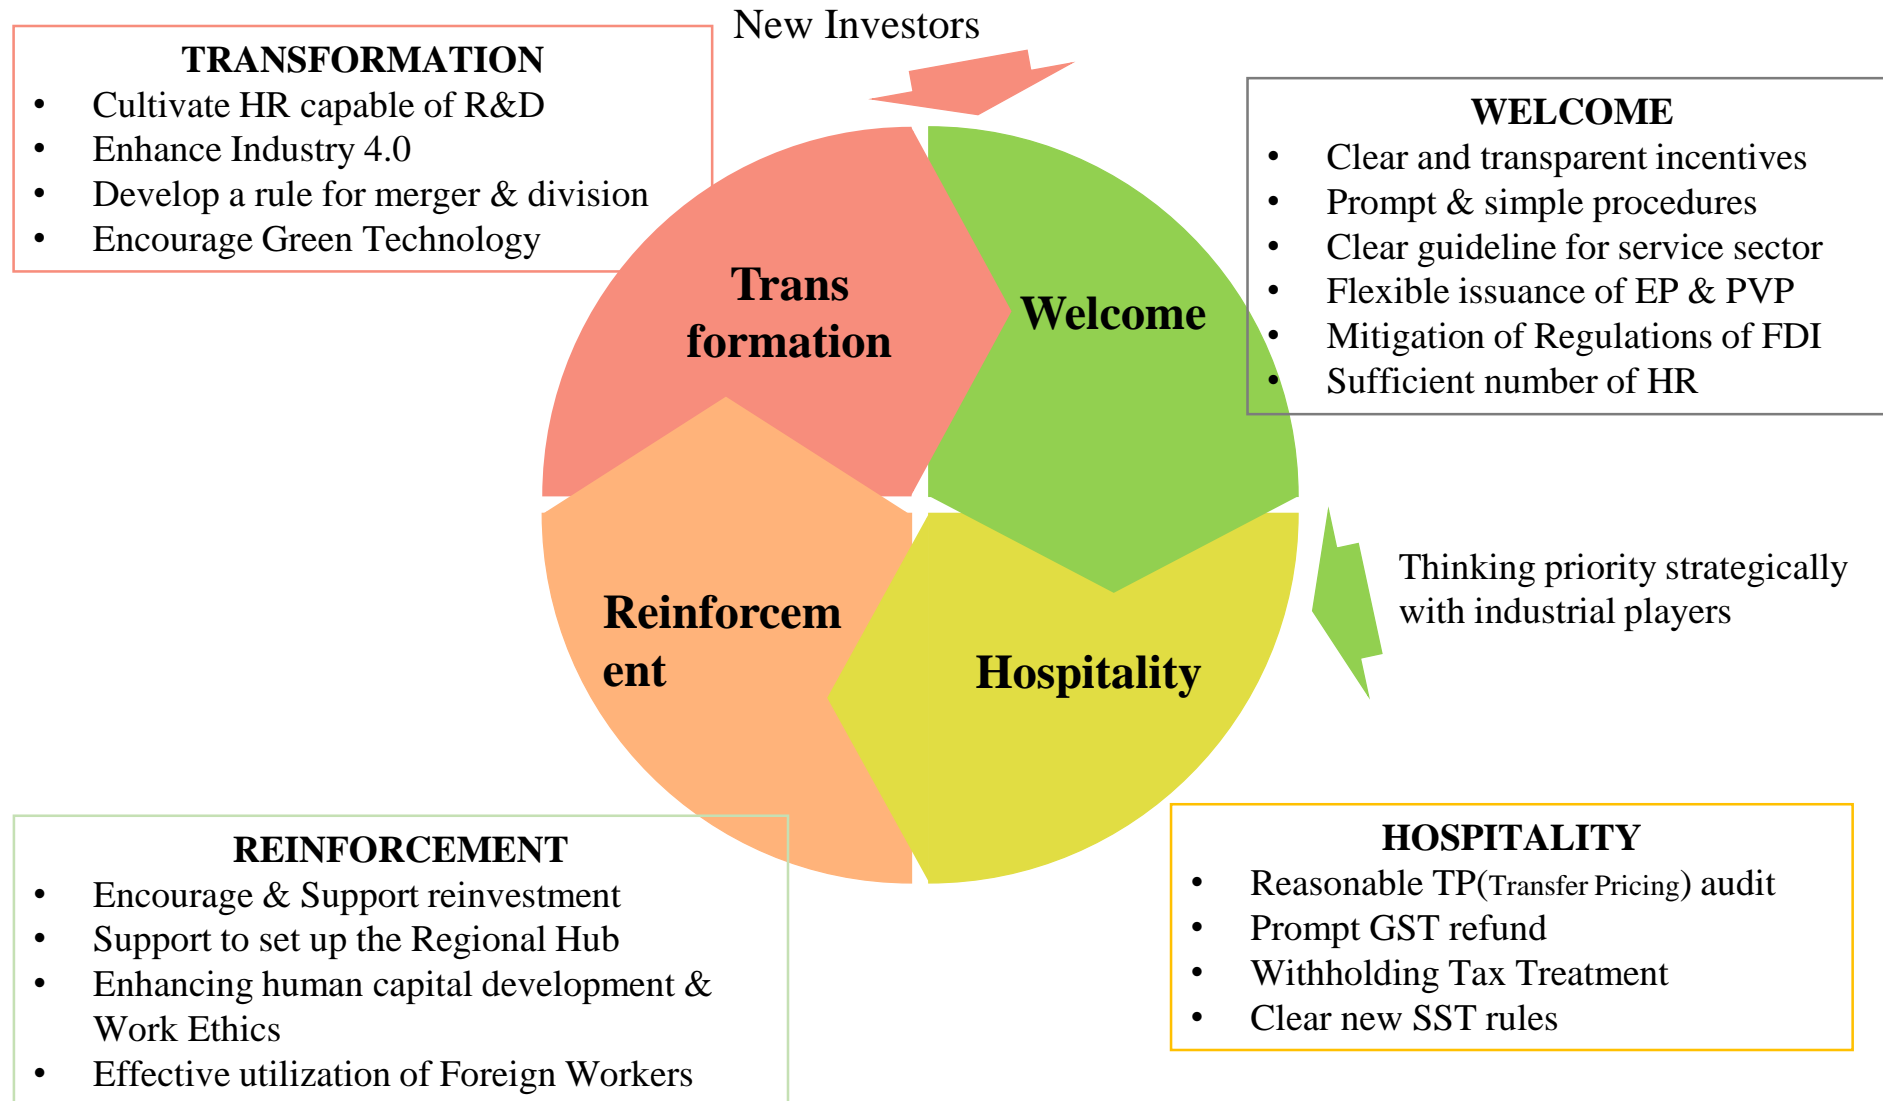 New Investors
TRANSFORMATION
• Cultivate HR capable of R&D
• Enhance Industry 4.0
• Develop a rule for merger & division
• Encourage Green Technology
WELCOME
• Clear and transparent incentives
• Prompt & simple procedures
• Clear guideline for service sector
• Flexible issuance of EP & PVP
• Mitigation of Regulations of FDI
• Sufficient number of HR
Trans
formation
Welcome
Reinforcem
ent
Hospitality
Thinking priority strategically
with industrial players
REINFORCEMENT
• Encourage & Support reinvestment
• Support to set up the Regional Hub
• Enhancing human capital development &
Work Ethics
• Effective utilization of Foreign Workers
HOSPITALITY
• Reasonable TP(Transfer Pricing) audit
• Prompt GST refund
• Withholding Tax Treatment
• Clear new SST rules